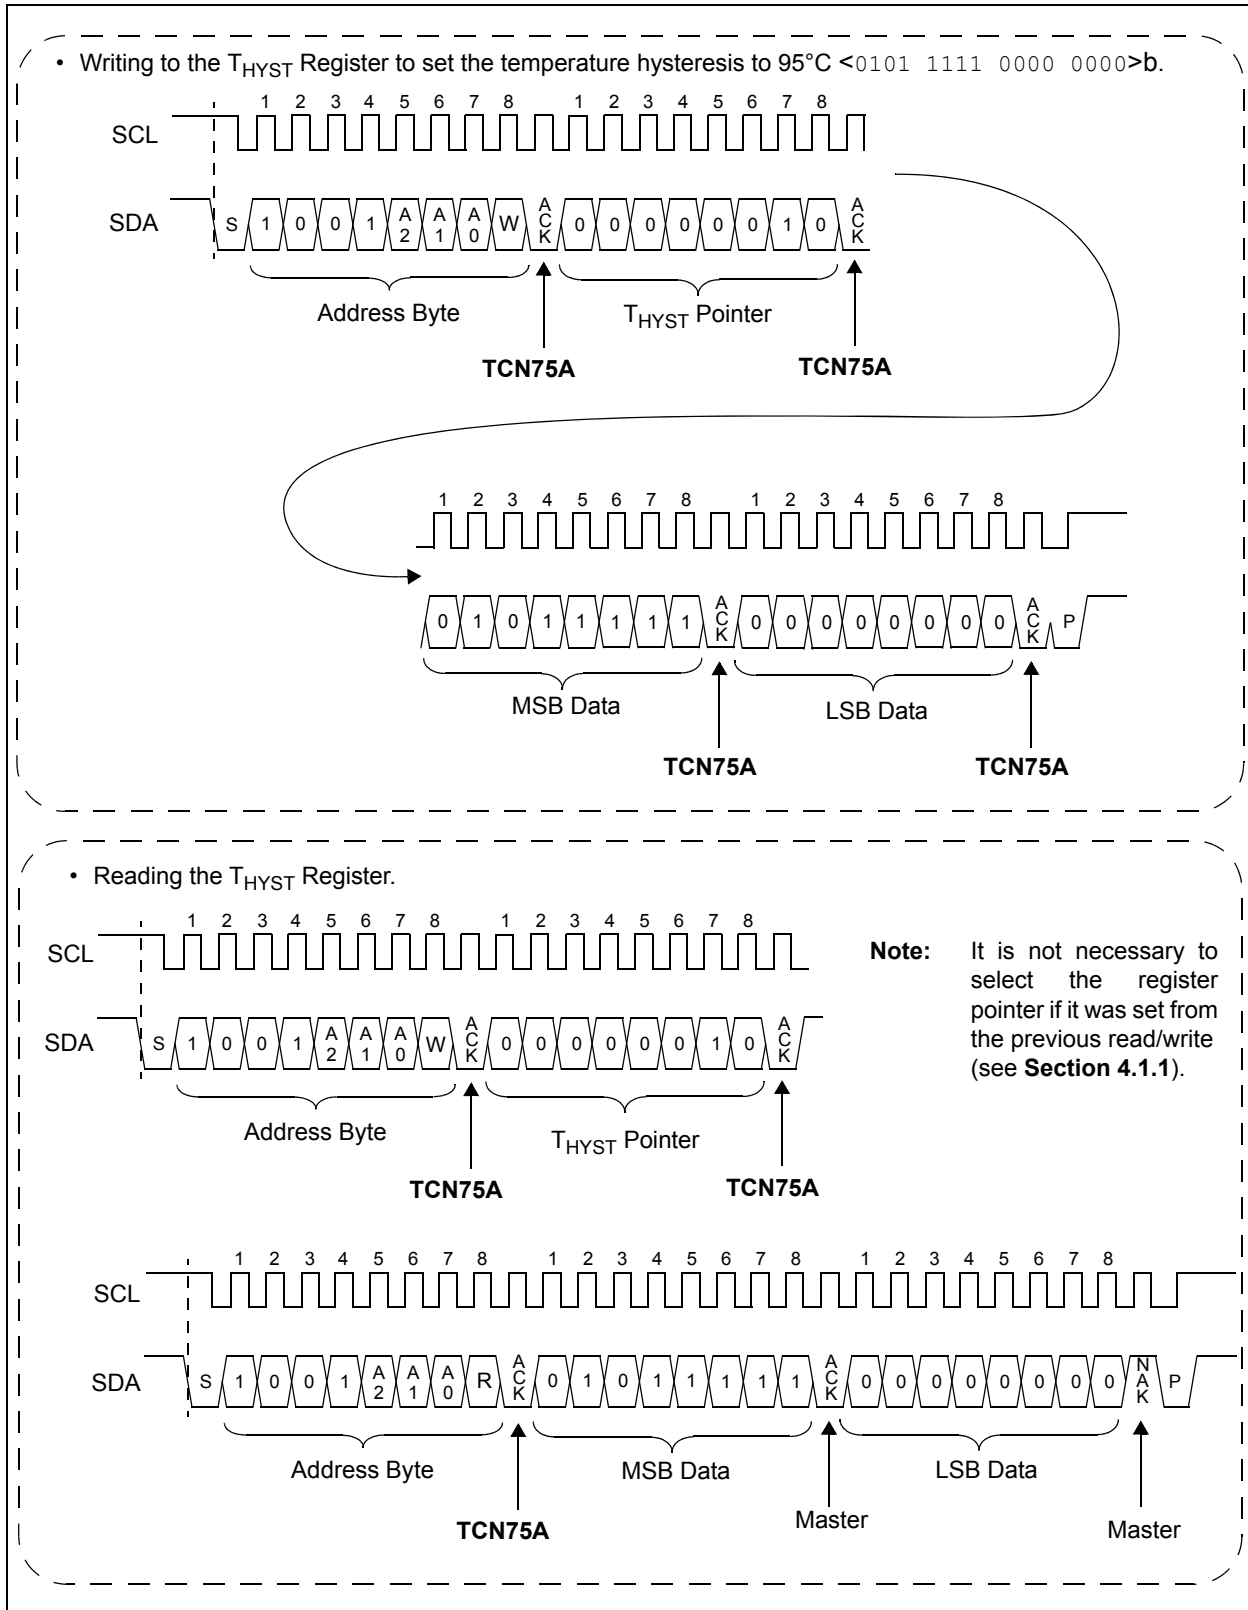 • Writing to the THYST Register to set the temperature hysteresis to 95°C <0101 1111 0000 0000>b.
1 2 3 4 5 6 7 8 1 2 3 4 5 6 7 8
SCL
SDA S 1 0 0 1 A2 A1 A0 W ACK 0 0 0 0 0 0 1 0 ACK
Address Byte THYST Pointer
TCN75A TCN75A
1 2 3 4 5 6 7 8 1 2 3 4 5 6 7 8
0 1 0 1 1 1 1 1 ACK 0 0 0 0 0 0 0 0 ACK P
MSB Data LSB Data
TCN75A TCN75A
• Reading the THYST Register.
1 2 3 4 5 6 7 8 1 2 3 4 5 6 7 8
SCL
SDA S 1 0 0 1 A2 A1 A0 W ACK 0 0 0 0 0 0 1 0 ACK
Address Byte THYST Pointer
TCN75A TCN75A
Note: It is not necessary to
select the register
pointer if it was set from
the previous read/write
(see Section 4.1.1).
1 2 3 4 5 6 7 8 1 2 3 4 5 6 7 8 1 2 3 4 5 6 7 8
SCL
SDA S 1 0 0 1 A2 A1 A0 R ACK 0 1 0 1 1 1 1 1 ACK 0 0 0 0 0 0 0 0 NAK P
Address Byte MSB Data LSB Data
TCN75A Master Master